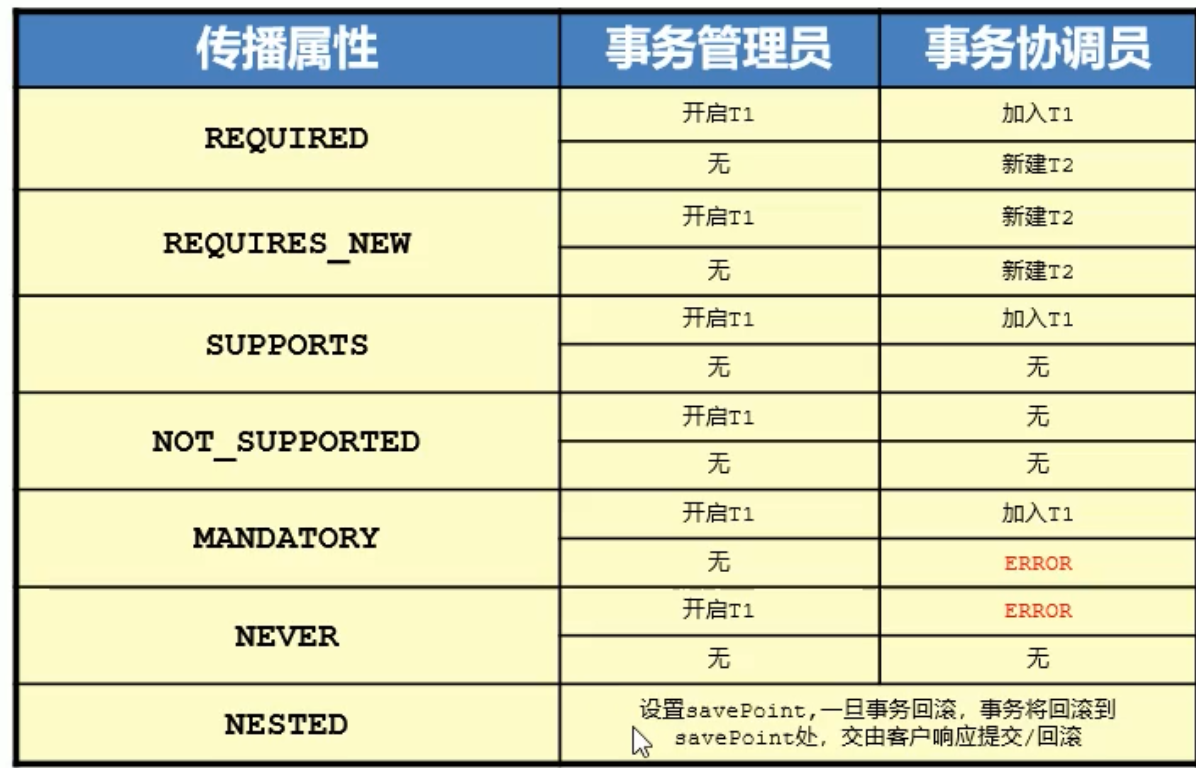 传播属性 事务管理员 事务协调员
REQUIRED
开启T1 加入T1
无 新建T2
REQUIRES_NEW
开启T1 新建T2
无 新建T2
SUPPORTS
开启T1 加入T1
无 无
NOT_SUPPORTED
开启T1 无
无 无
MANDATORY
开启T1 加入T1
无 ERROR
NEVER
开启T1 ERROR
无 无
NESTED
设置savePoint,一旦事务回滚，事务将回滚到
savePoint处，交由客户响应提交/回滚